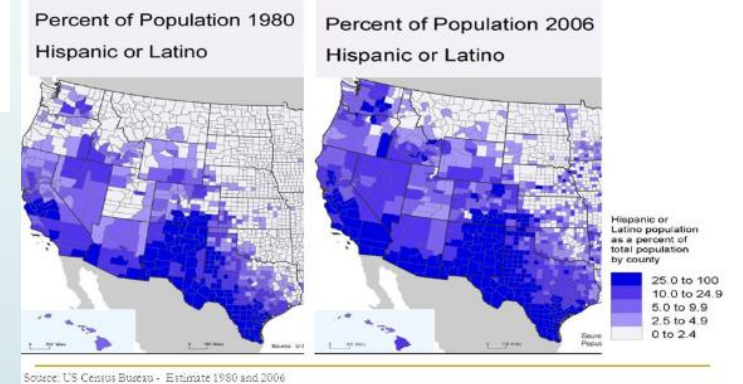 Percent of Population 1980
Hispanic or Latino
Percent of Population 2006
Hispanic or Latino
Hispanic or
Latino population
as a percent of
total population
by county
25.0 to 100
10.0 to 24.9
5.0 to 9.9
2.5 to 4.9
0 to 2.4
Source: US Census Bureau - Estimate 1980 and 2006